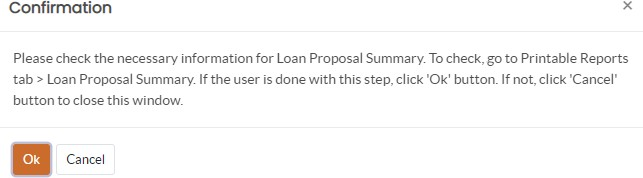 Confirmation
×
Please check the necessary information for Loan Proposal Summary. To check, go to Printable Reports
tab > Loan Proposal Summary. If the user is done with this step, click 'Ok' button. If not, click 'Cancel'
button to close this window.
Ok Cancel